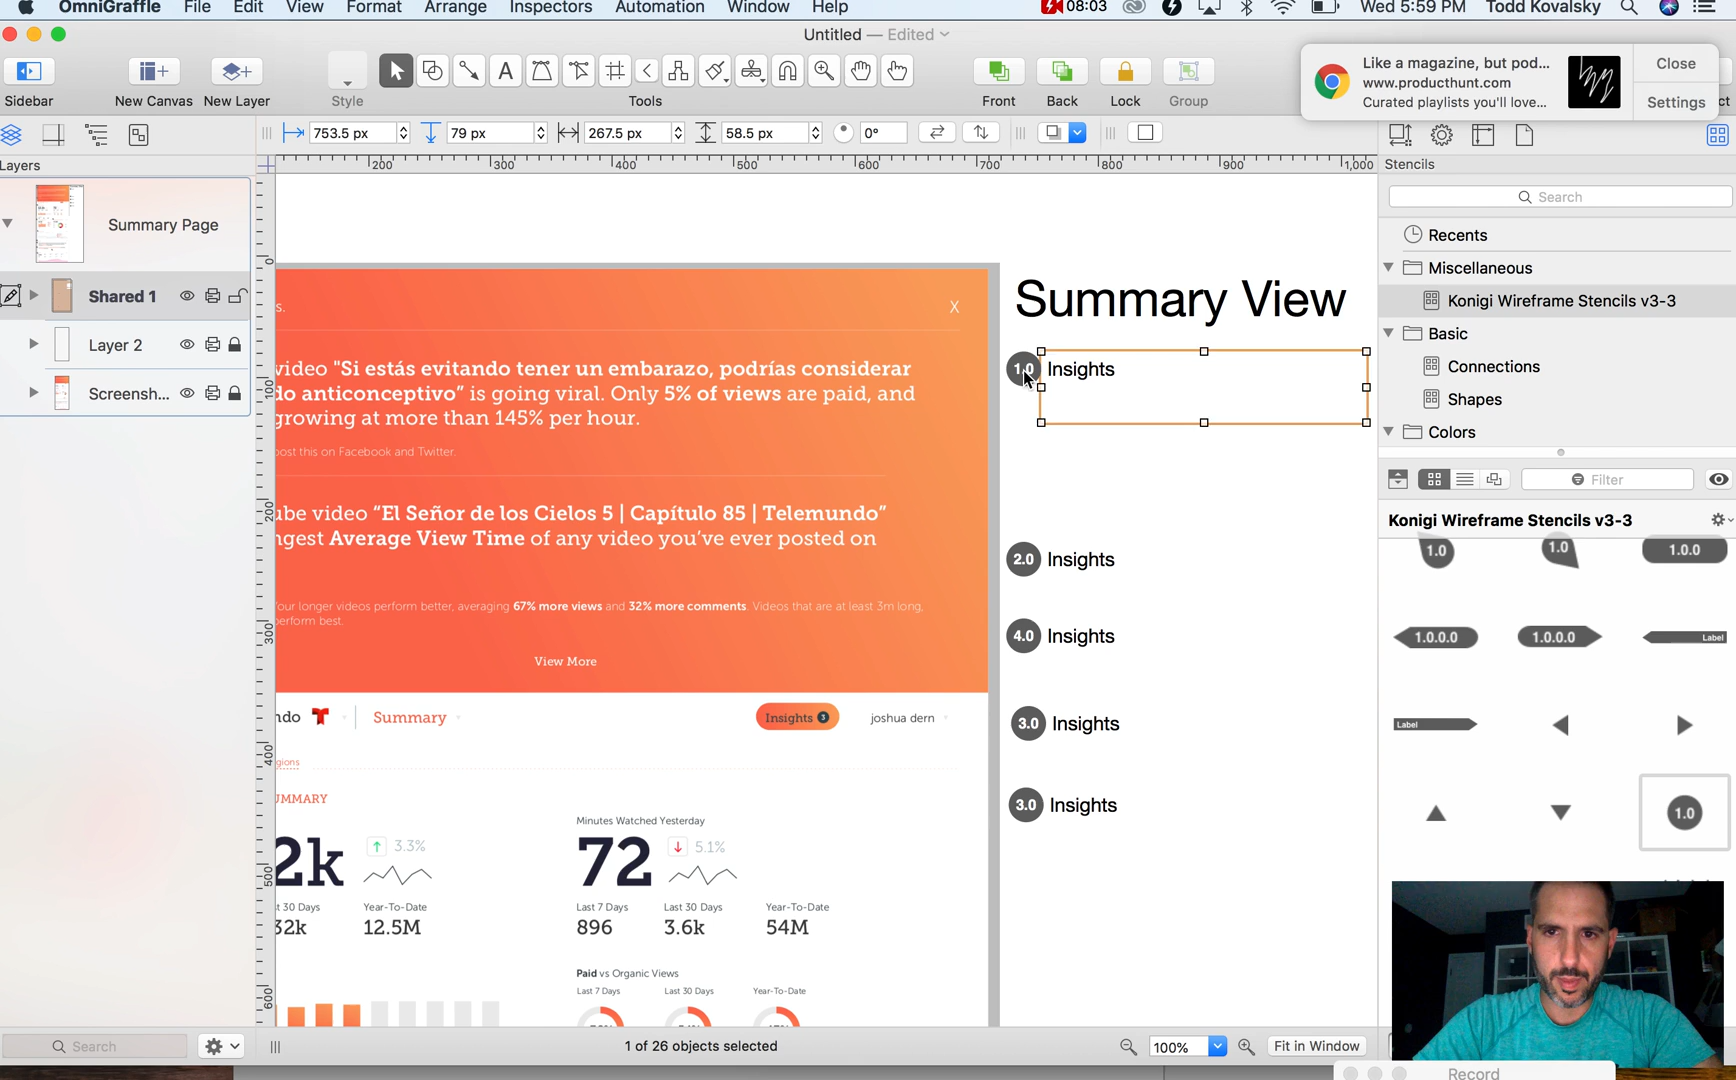 OmniGraffle File Edit View Format Arrange Inspectors Automation Window Help 08:03 Wed 5:59 PM Todd Kovalsky
Untitled — Edited
Sidebar New Canvas New Layer Style Tools Front Back Lock Group
Like a magazine, but pod...
www.producthunt.com
Curated playlists you'll love...
Close
Settings
753.5 px 79 px 267.5 px 58.5 px 0°
Layers
200 300 400 500 600 700 800 900 1,000
Stencils
Search
Summary Page
Shared 1
Layer 2
Screensh...
Recents
Miscellaneous
Konigi Wireframe Stencils v3-3
Basic
Connections
Shapes
Colors
Filter
Konigi Wireframe Stencils v3-3
1.0 1.0 1.0.0
1.0.0.0 1.0.0.0 Label
Label
1.0
0
100
200
300
400
500
600
s. X
video "Si estás evitando tener un embarazo, podrías considerar
do anticonceptivo" is going viral. Only 5% of views are paid, and
growing at more than 145% per hour.
post this on Facebook and Twitter.
ube video "El Señor de los Cielos 5 | Capítulo 85 | Telemundo"
ngest Average View Time of any video you've ever posted on
our longer videos perform better, averaging 67% more views and 32% more comments. Videos that are at least 3m long,
perform best.
View More
ndo Summary Insights 3 joshua dern
gions
UMMARY
2k 3.3%
t 30 Days Year-To-Date
32k 12.5M
Minutes Watched Yesterday
72 5.1%
Last 7 Days Last 30 Days Year-To-Date
896 3.6k 54M
Paid vs Organic Views
Last 7 Days Last 30 Days Year-To-Date
Summary View
1.0 Insights
2.0 Insights
4.0 Insights
3.0 Insights
3.0 Insights
Search
1 of 26 objects selected
100%
Fit in Window
Record